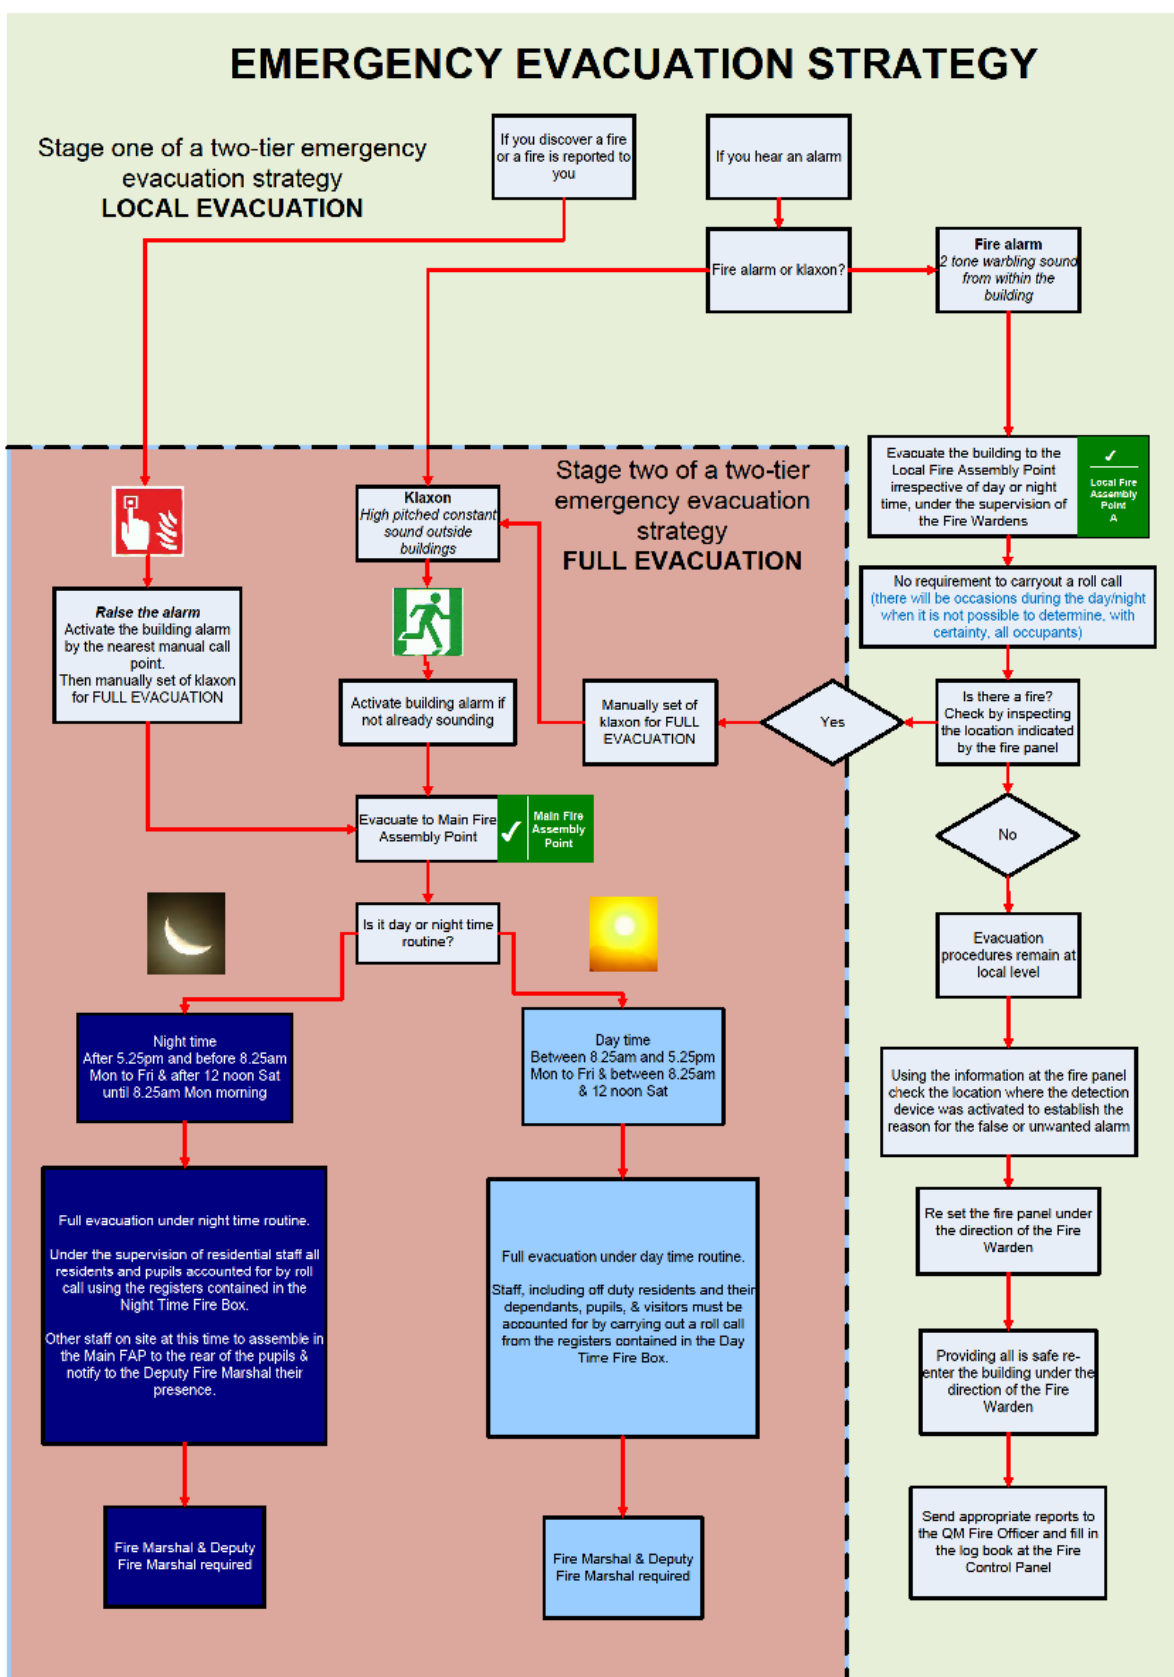 EMERGENCY EVACUATION STRATEGY
Stage one of a two-tier emergency
evacuation strategy
LOCAL EVACUATION
If you discover a fire
or a fire is reported to
you
If you hear an alarm
Fire alarm or klaxon?
Fire alarm
2 tone warbling sound
from within the
building
Stage two of a two-tier
emergency evacuation
strategy
FULL EVACUATION
Evacuate the building to the
Local Fire Assembly Point
irrespective of day or night
time, under the supervision of
the Fire Wardens
Local Fire
Assembly
Point
A
Klaxon
High pitched constant
sound outside
buildings
No requirement to carryout a roll call
(there will be occasions during the day/night
when it is not possible to determine, with
certainty, all occupants)
Raise the alarm
Activate the building alarm
by the nearest manual call
point.
Then manually set of klaxon
for FULL EVACUATION
Activate building alarm if
not already sounding
Manually set of
klaxon for FULL
EVACUATION
Yes
Is there a fire?
Check by inspecting
the location indicated
by the fire panel
No
Evacuate to Main Fire
Assembly Point
Main Fire
Assembly
Point
Is it day or night time
routine?
Evacuation
procedures remain at
local level
Night time
After 5.25pm and before 8.25am
Mon to Fri & after 12 noon Sat
until 8.25am Mon morning
Day time
Between 8.25am and 5.25pm
Mon to Fri & between 8.25am
& 12 noon Sat
Using the information at the fire panel
check the location where the detection
device was activated to establish the
reason for the false or unwanted alarm
Full evacuation under night time routine.
Under the supervision of residential staff all
residents and pupils accounted for by roll
call using the registers contained in the
Night Time Fire Box.
Other staff on site at this time to assemble in
the Main FAP to the rear of the pupils &
notify to the Deputy Fire Marshal their
presence.
Full evacuation under day time routine.
Staff, including off duty residents and their
dependants, pupils, & visitors must be
accounted for by carrying out a roll call
from the registers contained in the Day
Time Fire Box.
Re set the fire panel under
the direction of the Fire
Warden
Providing all is safe re-
enter the building under the
direction of the Fire
Warden
Send appropriate reports to
the QM Fire Officer and fill in
the log book at the Fire
Control Panel
Fire Marshal & Deputy
Fire Marshal required
Fire Marshal & Deputy
Fire Marshal required